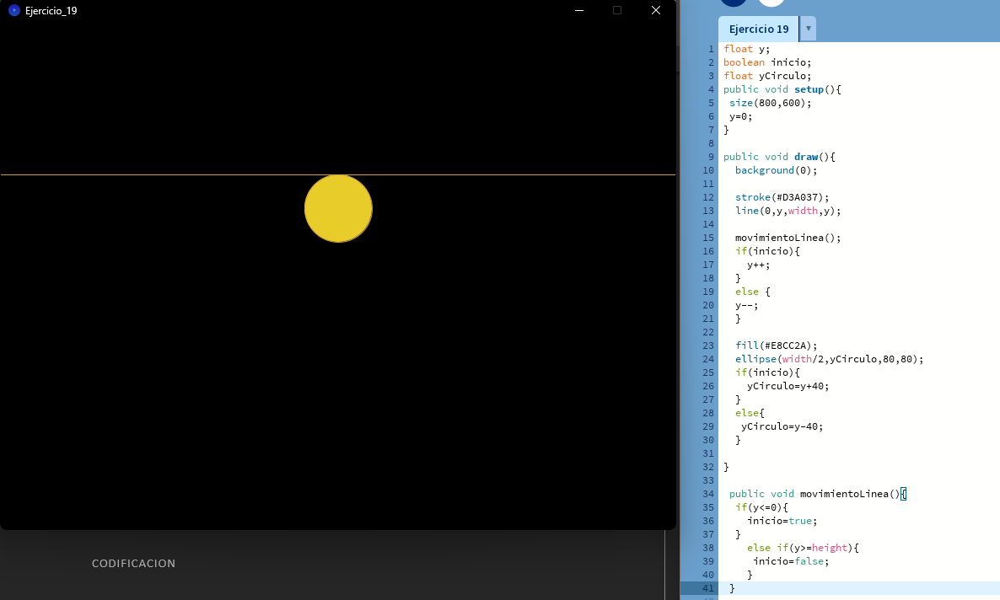 Ejercicio_19
CODIFICACION
Ejercicio 19
1 float y;
2 boolean inicio;
3 float yCirculo;
4 public void setup(){
5 size(800,600);
6 y=0;
7 }
8
9 public void draw(){
10 background(0);
11
12 stroke(#D3A037);
13 line(0,y,width,y);
14
15 movimientoLinea();
16 if(inicio){
17 y++;
18 }
19 else {
20 y--;
21 }
22
23 fill(#E8CC2A);
24 ellipse(width/2,yCirculo,80,80);
25 if(inicio){
26 yCirculo=y+40;
27 }
28 else{
29 yCirculo=y-40;
30 }
31
32 }
33
34 public void movimientoLinea(){
35 if(y<=0){
36 inicio=true;
37 }
38 else if(y>=height){
39 inicio=false;
40 }
41 }